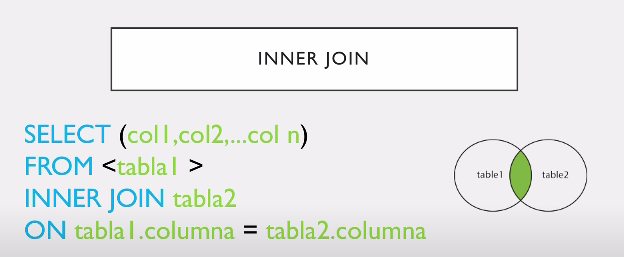 INNER JOIN
SELECT (col1,col2,...col n)
FROM <tabla1 >
INNER JOIN tabla2
ON tabla1.columna = tabla2.columna
table1
table2